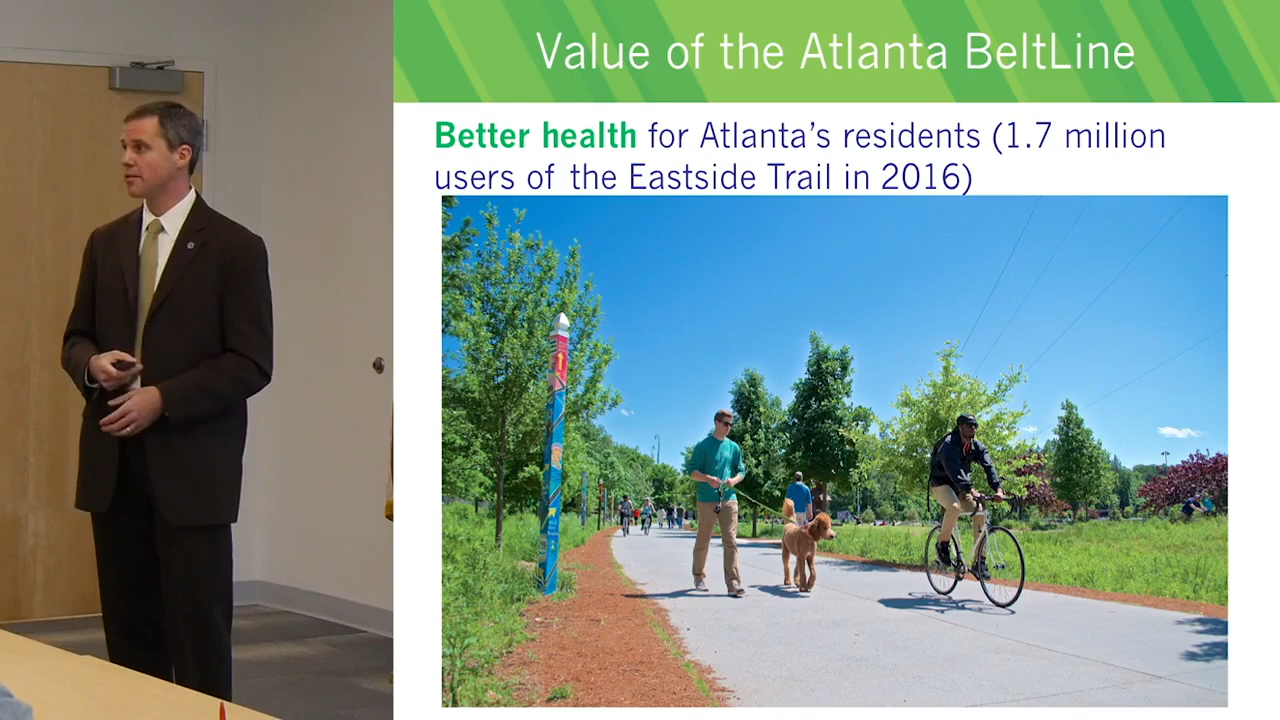 Value of the Atlanta BeltLine
Better health for Atlanta's residents (1.7 million
users of the Eastside Trail in 2016)